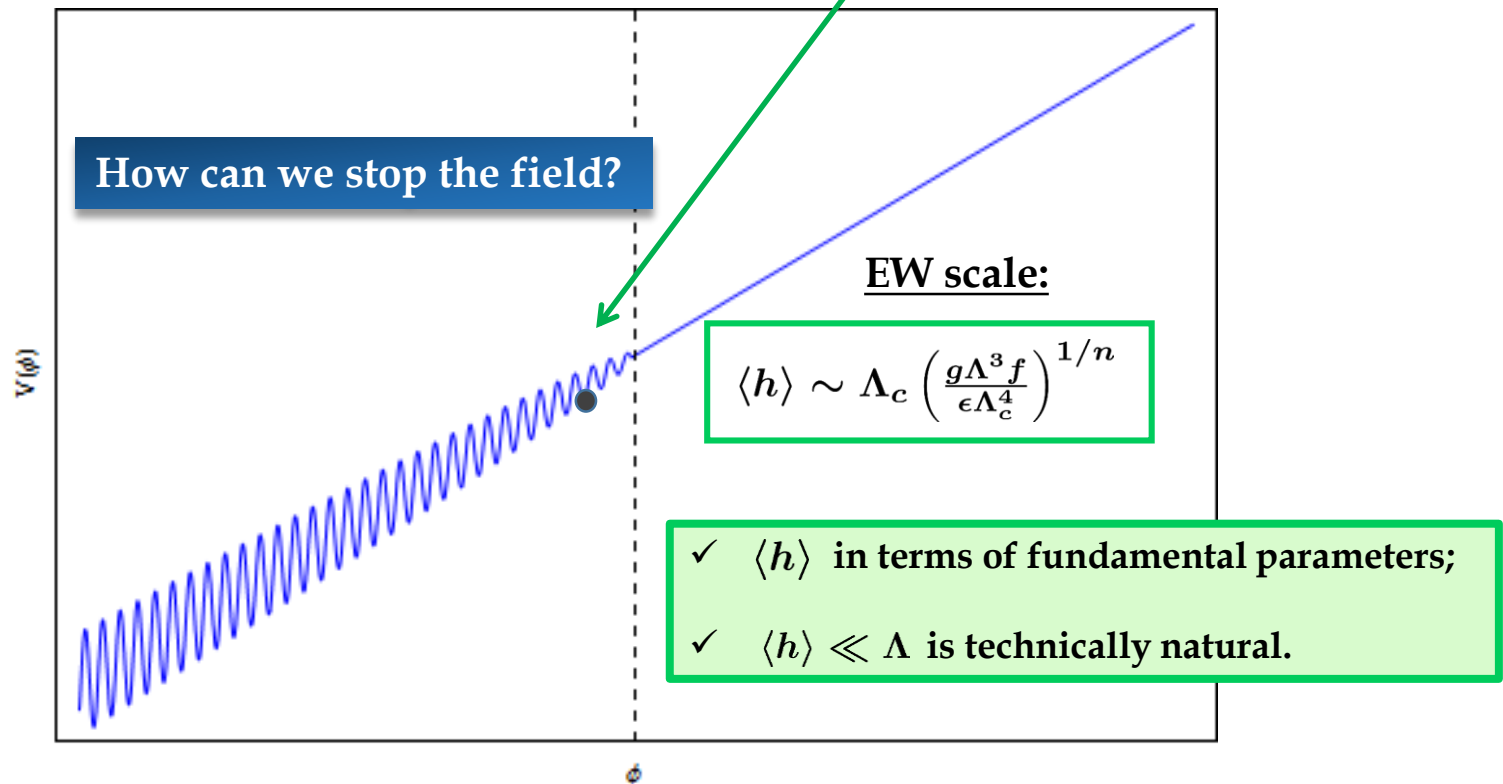 How can we stop the field?
EW scale:
⟨h⟩ ∼ Λ_c (gΛ³f / ϵΛ_c⁴)^{1/n}
V(ϕ)
✓ ⟨h⟩ in terms of fundamental parameters;
✓ ⟨h⟩ ≪ Λ is technically natural.
ϕ